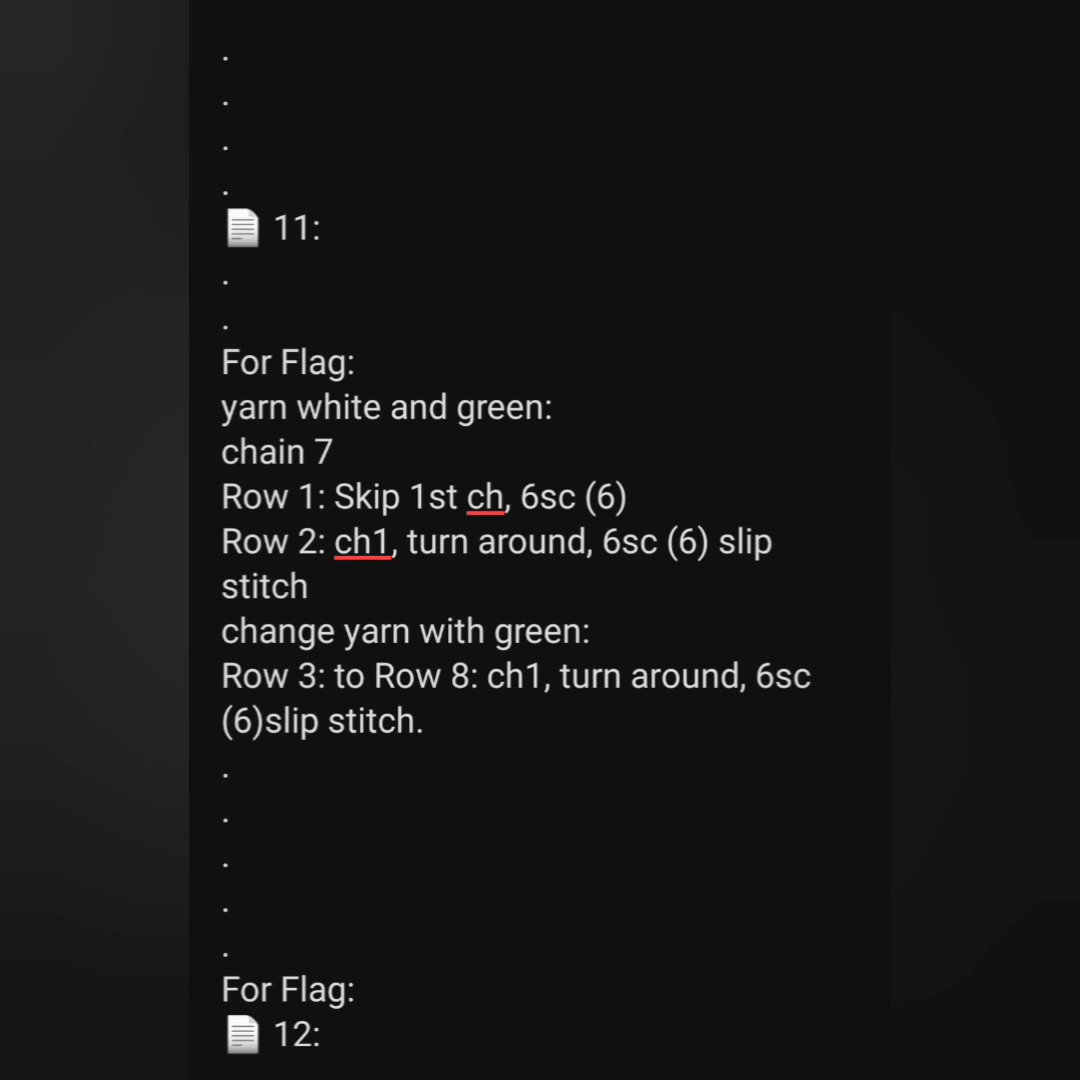 .
.
.
.
📄 11:
.
.
For Flag:
yarn white and green:
chain 7
Row 1: Skip 1st ch, 6sc (6)
Row 2: ch1, turn around, 6sc (6) slip
stitch
change yarn with green:
Row 3: to Row 8: ch1, turn around, 6sc
(6)slip stitch.
.
.
.
.
.
For Flag:
📄 12: